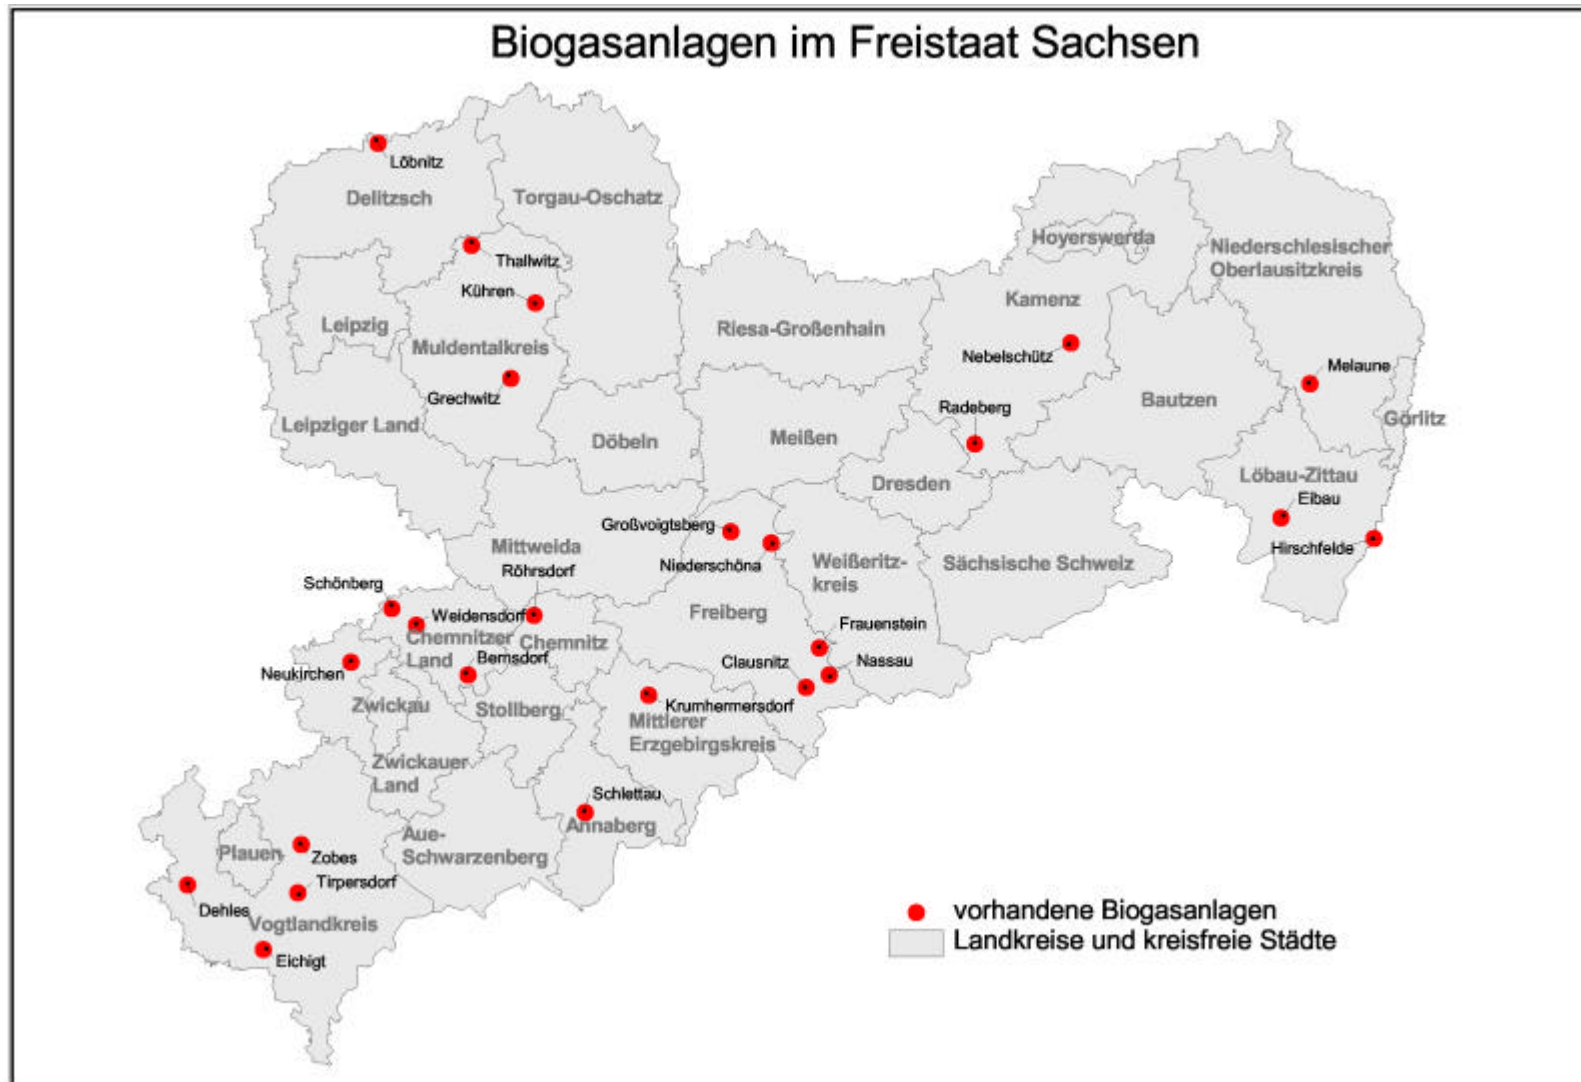 Biogasanlagen im Freistaat Sachsen
Löbnitz
Delitzsch
Torgau-Oschatz
Hoyerswerda
Niederschlesischer
Oberlausitzkreis
Thallwitz
Kühren
Kamenz
Leipzig
Riesa-Großenhain
Muldentalkreis
Nebelschütz
Melaune
Grechwitz
Bautzen
Radeberg
Görlitz
Leipziger Land
Döbeln
Meißen
Dresden
Löbau-Zittau
Eibau
Großvoigtsberg
Mittweida
Niederschöna
Hirschfelde
Weißeritz-
kreis
Sächsische Schweiz
Röhrsdorf
Schönberg
Weidensdorf
Freiberg
Frauenstein
Chemnitzer
Land
Chemnitz
Bernsdorf
Clausnitz
Nassau
Neukirchen
Zwickau
Stollberg
Krumhermersdorf
Mittlerer
Erzgebirgskreis
Zwickauer
Land
Schlettau
Annaberg
Aue-
Schwarzenberg
Plauen
Zobes
Tirpersdorf
Dehles
Vogtlandkreis
Eichigt
vorhandene Biogasanlagen
Landkreise und kreisfreie Städte